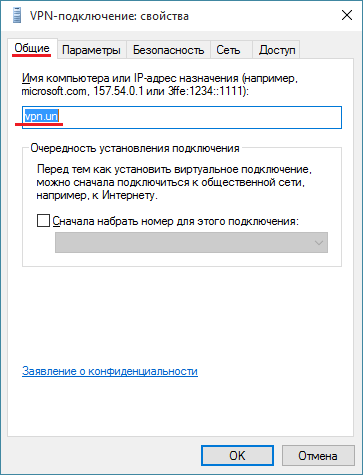 VPN-подключение: свойства
Общие Параметры Безопасность Сеть Доступ
Имя компьютера или IP-адрес назначения (например,
microsoft.com, 157.54.0.1 или 3ffe:1234::1111):
vpn.un
Очередность установления подключения
Перед тем как установить виртуальное подключение,
можно сначала подключиться к общественной сети,
например, к Интернету.
Сначала набрать номер для этого подключения:
Заявление о конфиденциальности
OK Отмена